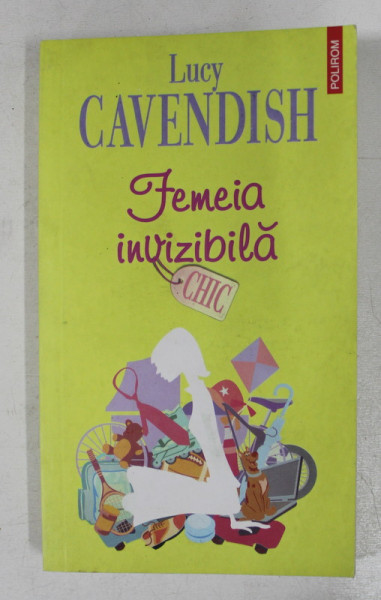 POLIROM
Lucy
CAVENDISH
Femeia
invizibilă
CHIC